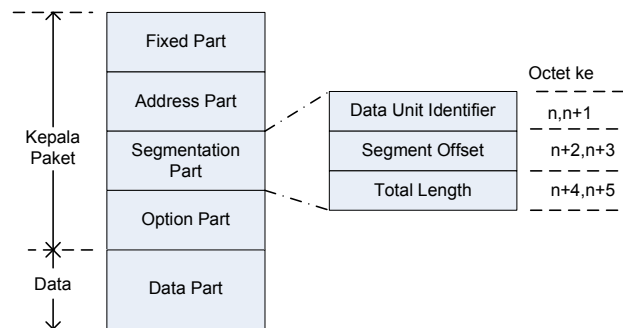 Kepala
Paket
Data
Fixed Part
Address Part
Segmentation
Part
Option Part
Data Part
Octet ke
Data Unit Identifier
n,n+1
Segment Offset
n+2,n+3
Total Length
n+4,n+5